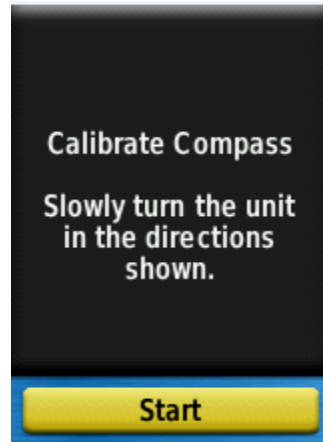 Calibrate Compass
Slowly turn the unit
in the directions
shown.
Start